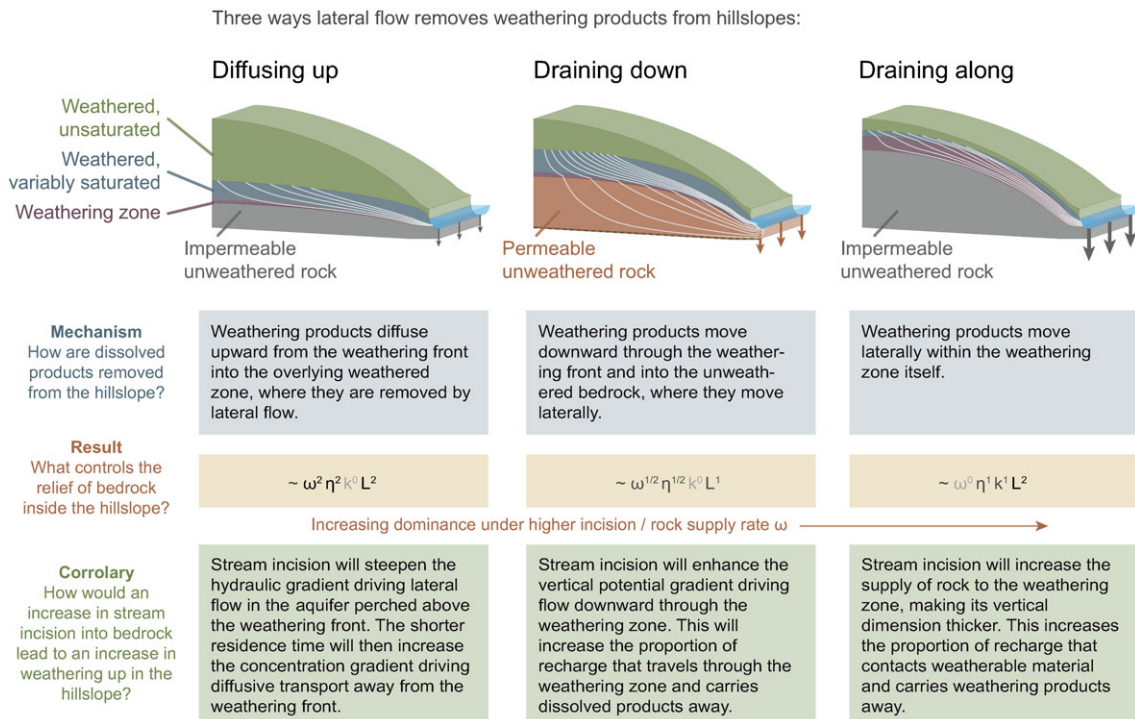 Three ways lateral flow removes weathering products from hillslopes:
Diffusing up
Draining down
Draining along
Weathered,
unsaturated
Weathered,
variably saturated
Weathering zone
Impermeable
unweathered rock
Permeable
unweathered rock
Impermeable
unweathered rock
Mechanism
How are dissolved
products removed
from the hillslope?
Weathering products diffuse
upward from the weathering front
into the overlying weathered
zone, where they are removed by
lateral flow.
Weathering products move
downward through the weather-
ing front and into the unweath-
ered bedrock, where they move
laterally.
Weathering products move
laterally within the weathering
zone itself.
Result
What controls the
relief of bedrock
inside the hillslope?
~ ω² η² k⁰ L²
~ ω^1/2 η^1/2 k⁰ L¹
~ ω⁰ η¹ k¹ L²
Increasing dominance under higher incision / rock supply rate ω
Corrolary
How would an
increase in stream
incision into bedrock
lead to an increase in
weathering up in the
hillslope?
Stream incision will steepen the
hydraulic gradient driving lateral
flow in the aquifer perched above
the weathering front. The shorter
residence time will then increase
the concentration gradient driving
diffusive transport away from the
weathering front.
Stream incision will enhance the
vertical potential gradient driving
flow downward through the
weathering zone. This will
increase the proportion of
recharge that travels through the
weathering zone and carries
dissolved products away.
Stream incision will increase the
supply of rock to the weathering
zone, making its vertical
dimension thicker. This increases
the proportion of recharge that
contacts weatherable material
and carries weathering products
away.